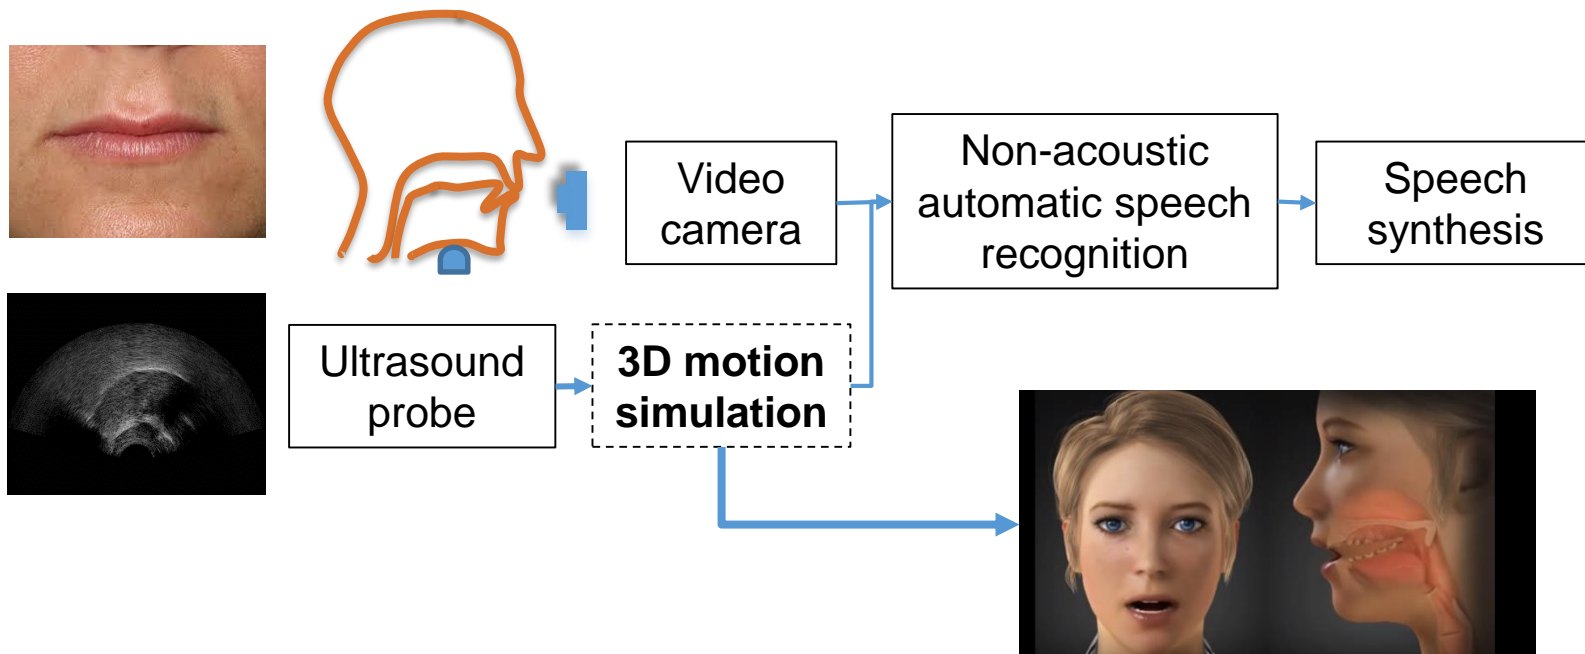 Video
camera
Non-acoustic
automatic speech
recognition
Speech
synthesis
Ultrasound
probe
3D motion
simulation